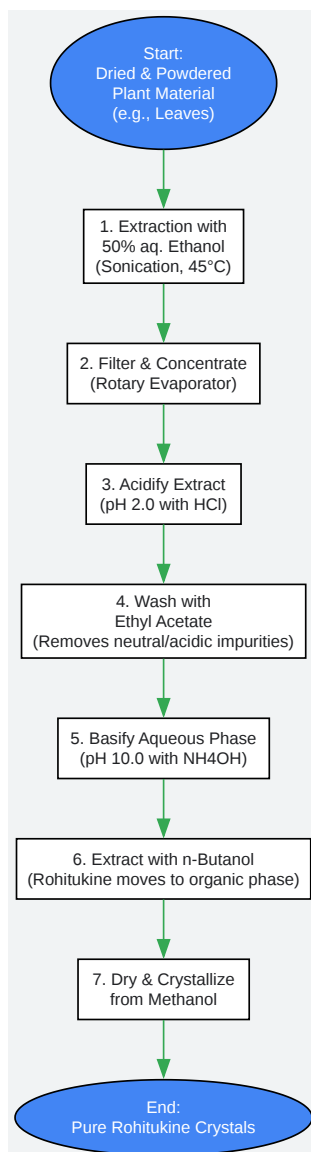 Start:
Dried & Powdered
Plant Material
(e.g., Leaves)
1. Extraction with
50% aq. Ethanol
(Sonication, 45°C)
2. Filter & Concentrate
(Rotary Evaporator)
3. Acidify Extract
(pH 2.0 with HCl)
4. Wash with
Ethyl Acetate
(Removes neutral/acidic impurities)
5. Basify Aqueous Phase
(pH 10.0 with NH4OH)
6. Extract with n-Butanol
(Rohitukine moves to organic phase)
7. Dry & Crystallize
from Methanol
End:
Pure Rohitukine Crystals